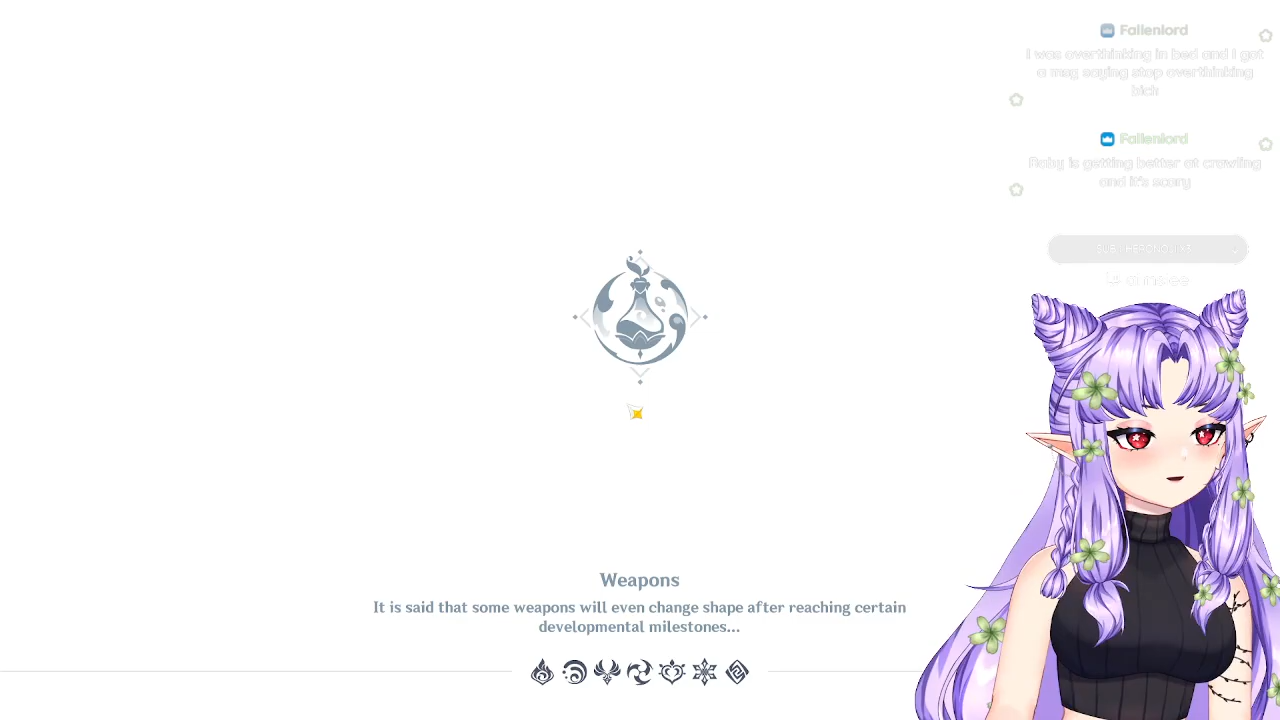 Fallenlord
I was overthinking in bed and I got
a msg saying stop overthinking
bich
Fallenlord
Baby is getting better at crawling
and it's scary
Weapons
It is said that some weapons will even change shape after reaching certain
developmental milestones...